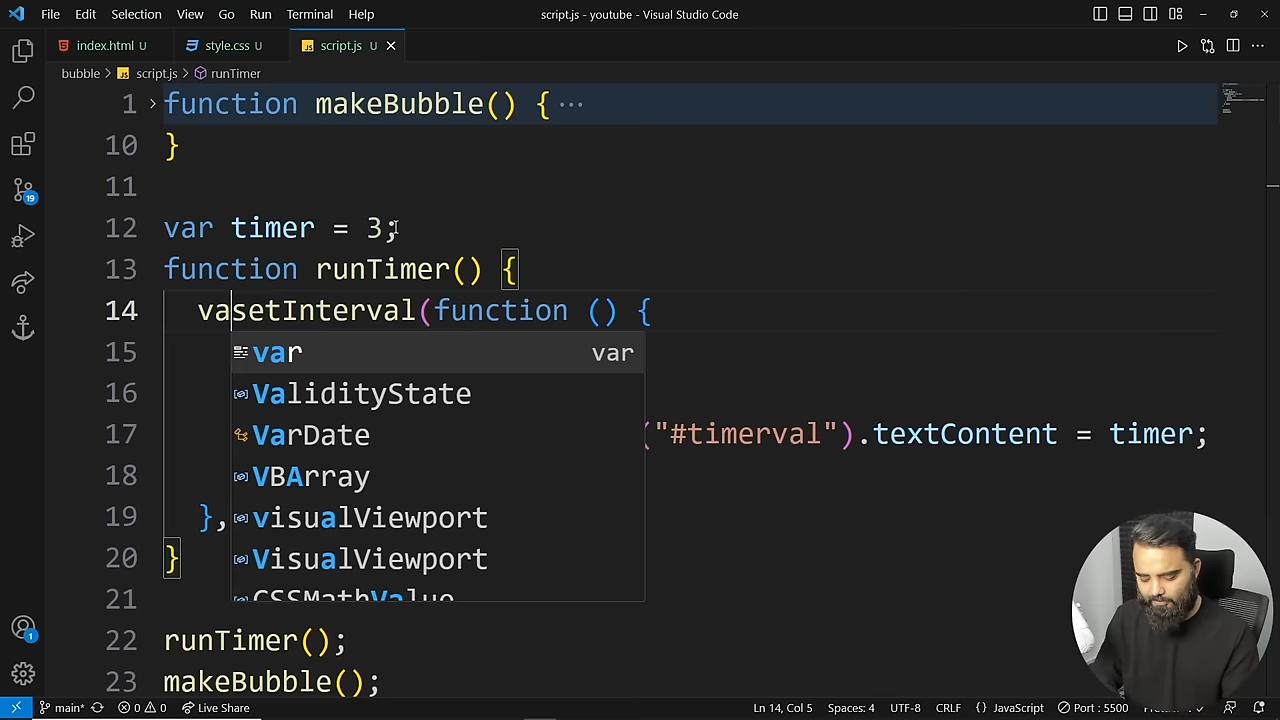 File Edit Selection View Go Run Terminal Help script.js - youtube - Visual Studio Code
index.html U style.css U JS script.js U
bubble > JS script.js > runTimer
1 function makeBubble() { ...
10 }
11
12 var timer = 3;
13 function runTimer() {
14 vasetInterval(function () {
15 var var
16 ValidityState
17 VarDate ("#timerval").textContent = timer;
18 VBArray
19 }, visualViewport
20 } VisualViewport
21 CSSMathValue
22 runTimer();
23 makeBubble();
19
1
main* 0 0 Live Share Ln 14, Col 5 Spaces: 4 UTF-8 CRLF {} JavaScript Port : 5500